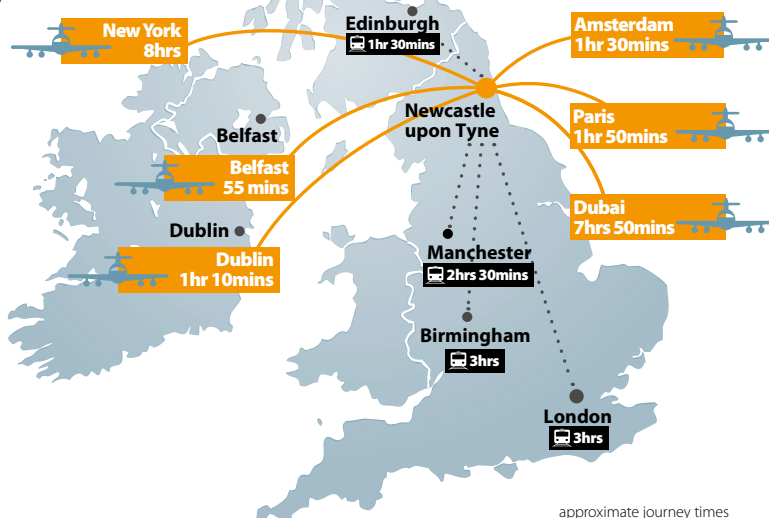 New York
8hrs
Edinburgh
1hr 30mins
Amsterdam
1hr 30mins
Newcastle
upon Tyne
Paris
1hr 50mins
Belfast
Belfast
55 mins
Dubai
7hrs 50mins
Dublin
Dublin
1hr 10mins
Manchester
2hrs 30mins
Birmingham
3hrs
London
3hrs
approximate journey times